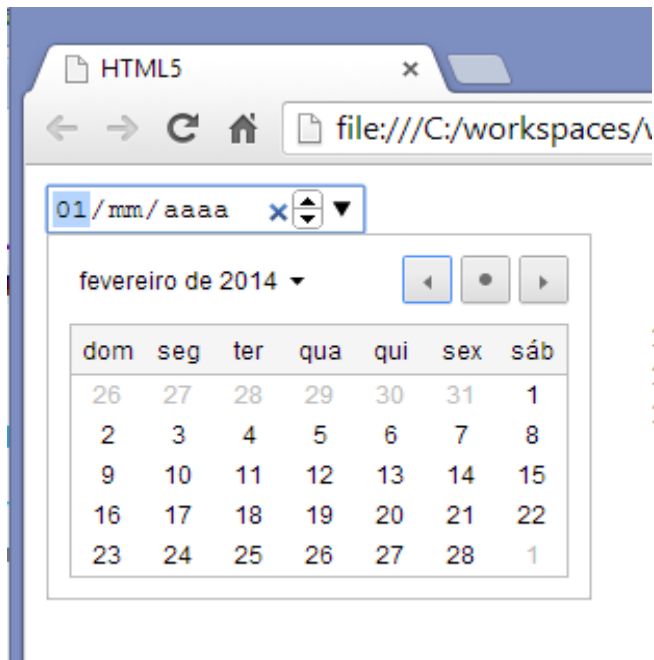 HTML5
file:///C:/workspaces/
01/mm/aaaa
fevereiro de 2014
dom seg ter qua qui sex sáb
26 27 28 29 30 31 1
2 3 4 5 6 7 8
9 10 11 12 13 14 15
16 17 18 19 20 21 22
23 24 25 26 27 28 1